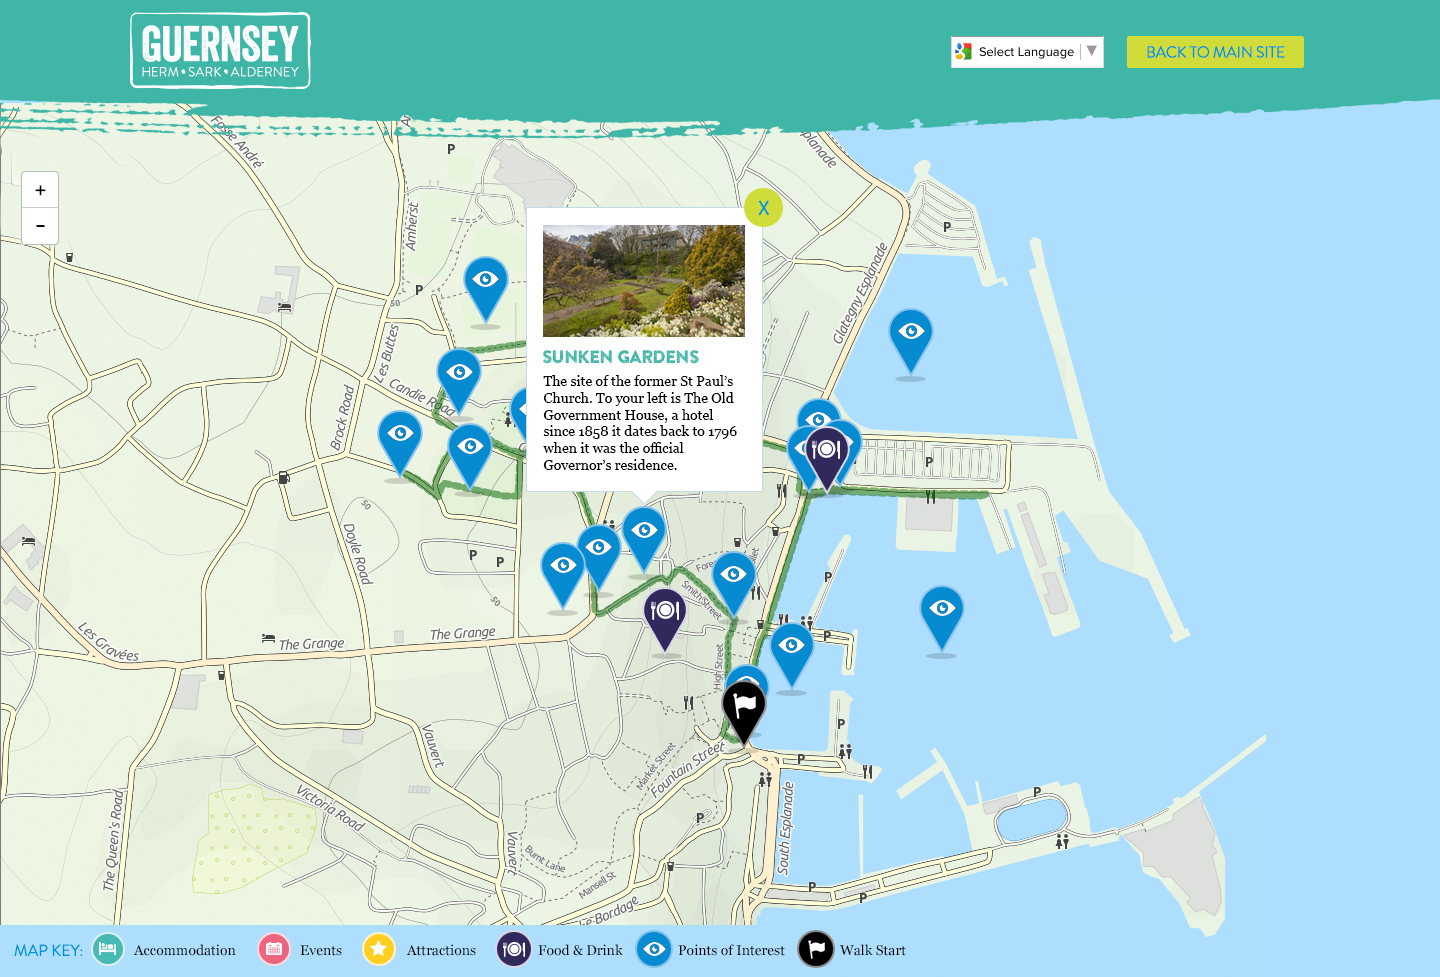 GUERNSEY
HERM • SARK • ALDERNEY
Select Language ▼
BACK TO MAIN SITE
+
-
Fosse André
P
Amherst
P
P
50
Glategny Esplanade
X
SUNKEN GARDENS
The site of the former St Paul's
Church. To your left is The Old
Government House, a hotel
since 1858 it dates back to 1796
when it was the official
Governor's residence.
Les Buttes
Candie Road
Brock Road
P
50
Doyle Road
P
P
50
P
Smith Street
Les Gravées
The Grange
The Grange
P
High Street
P
Vauvert
Market Street
Fountain Street
P
P
Victoria Road
The Queen's Road
P
South Esplanade
Vauvert
Burnt Lane
Mansell St
P
P
MAP KEY:
Accommodation
Events
Attractions
Food & Drink
Points of Interest
Walk Start